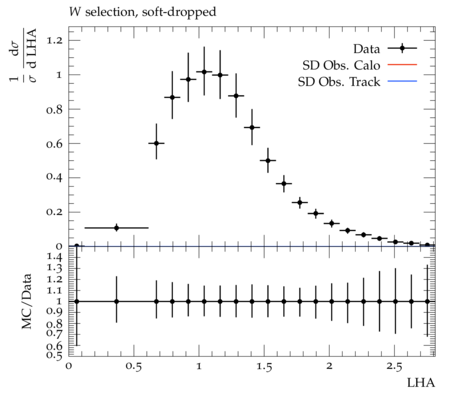 W selection, soft-dropped
1/σ dσ/d LHA
Data
SD Obs. Calo
SD Obs. Track
1.2
1
0.8
0.6
0.4
0.2
0
1.4
1.3
1.2
1.1
1
0.9
0.8
0.7
0.6
0.5
MC/Data
0 0.5 1 1.5 2 2.5
LHA